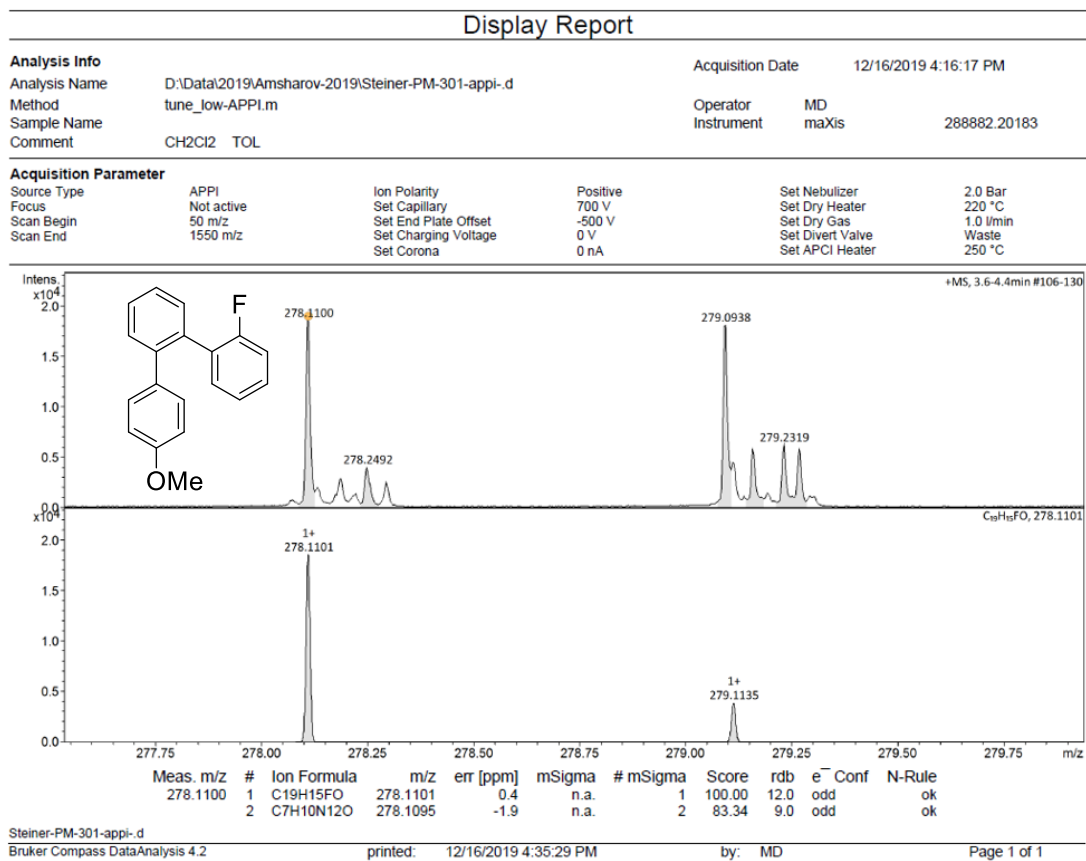 Display Report
Analysis Info
Acquisition Date 12/16/2019 4:16:17 PM
Analysis Name D:\Data\2019\Amsharov-2019\Steiner-PM-301-appi-.d
Method tune_low-APPI.m Operator MD
Sample Name Instrument maXis 288882.20183
Comment CH2Cl2 TOL
Acquisition Parameter
Source Type APPI Ion Polarity Positive Set Nebulizer 2.0 Bar
Focus Not active Set Capillary 700 V Set Dry Heater 220 °C
Scan Begin 50 m/z Set End Plate Offset -500 V Set Dry Gas 1.0 l/min
Scan End 1550 m/z Set Charging Voltage 0 V Set Divert Valve Waste
Set Corona 0 nA Set APCI Heater 250 °C
Intens. +MS, 3.6-4.4min #106-130
x10⁴
F
2.0
278.1100 279.0938
1.5
1.0
279.2319
278.2492
0.5
OMe
0.0
x10⁴ C₁₉H₁₅FO, 278.1101
2.0 1+
278.1101
1.5
1.0
1+
0.5 279.1135
0.0
277.75 278.00 278.25 278.50 278.75 279.00 279.25 279.50 279.75 m/z
Meas. m/z # Ion Formula m/z err [ppm] mSigma # mSigma Score rdb e¯ Conf N-Rule
278.1100 1 C19H15FO 278.1101 0.4 n.a. 1 100.00 12.0 odd ok
2 C7H10N12O 278.1095 -1.9 n.a. 2 83.34 9.0 odd ok
Steiner-PM-301-appi-.d
Bruker Compass DataAnalysis 4.2 printed: 12/16/2019 4:35:29 PM by: MD Page 1 of 1